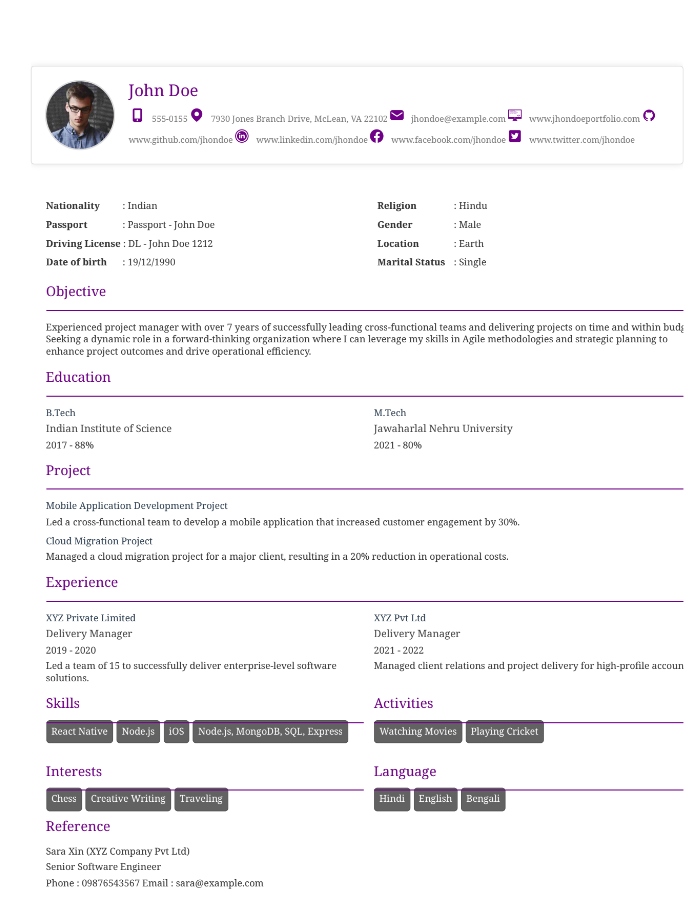 John Doe
555-0155 7930 Jones Branch Drive, McLean, VA 22102 jhondoe@example.com www.jhondoeportfolio.com
www.github.com/jhondoe www.linkedin.com/jhondoe www.facebook.com/jhondoe www.twitter.com/jhondoe
Nationality : Indian
Passport : Passport - John Doe
Driving License : DL - John Doe 1212
Date of birth : 19/12/1990
Religion : Hindu
Gender : Male
Location : Earth
Marital Status : Single
Objective
Experienced project manager with over 7 years of successfully leading cross-functional teams and delivering projects on time and within budg
Seeking a dynamic role in a forward-thinking organization where I can leverage my skills in Agile methodologies and strategic planning to
enhance project outcomes and drive operational efficiency.
Education
B.Tech
Indian Institute of Science
2017 - 88%
M.Tech
Jawaharlal Nehru University
2021 - 80%
Project
Mobile Application Development Project
Led a cross-functional team to develop a mobile application that increased customer engagement by 30%.
Cloud Migration Project
Managed a cloud migration project for a major client, resulting in a 20% reduction in operational costs.
Experience
XYZ Private Limited
Delivery Manager
2019 - 2020
Led a team of 15 to successfully deliver enterprise-level software
solutions.
XYZ Pvt Ltd
Delivery Manager
2021 - 2022
Managed client relations and project delivery for high-profile accoun
Skills
React Native Node.js iOS Node.js, MongoDB, SQL, Express
Activities
Watching Movies Playing Cricket
Interests
Chess Creative Writing Traveling
Language
Hindi English Bengali
Reference
Sara Xin (XYZ Company Pvt Ltd)
Senior Software Engineer
Phone : 09876543567 Email : sara@example.com